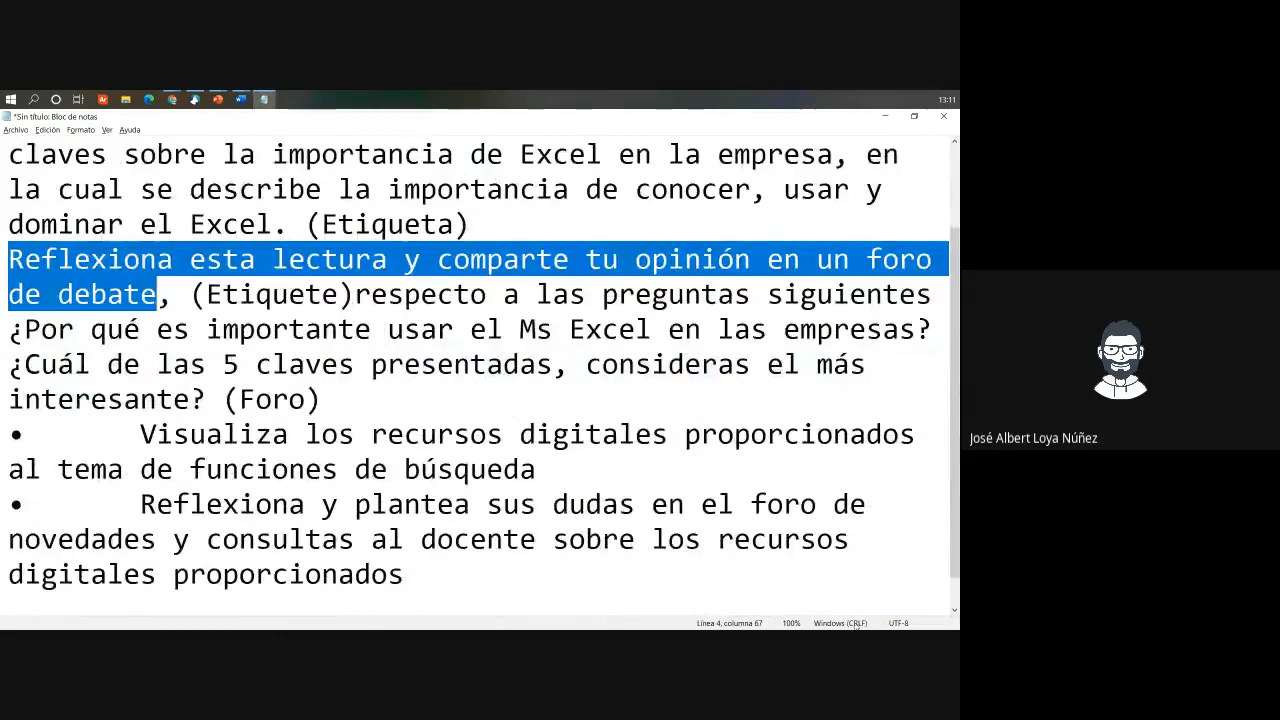 13:11
*Sin título: Bloc de notas
Archivo Edición Formato Ver Ayuda
claves sobre la importancia de Excel en la empresa, en
la cual se describe la importancia de conocer, usar y
dominar el Excel. (Etiqueta)
Reflexiona esta lectura y comparte tu opinión en un foro
de debate, (Etiquete)respecto a las preguntas siguientes
¿Por qué es importante usar el Ms Excel en las empresas?
¿Cuál de las 5 claves presentadas, consideras el más
interesante? (Foro)
• Visualiza los recursos digitales proporcionados
al tema de funciones de búsqueda
• Reflexiona y plantea sus dudas en el foro de
novedades y consultas al docente sobre los recursos
digitales proporcionados
Línea 4, columna 67 100% Windows (CRLF) UTF-8
José Albert Loya Núñez